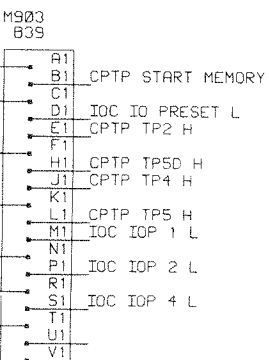 M903
B39
A1
B1 CPTP START MEMORY
C1
D1 IOC IO PRESET L
E1 CPTP TP2 H
F1
H1 CPTP TP5D H
J1 CPTP TP4 H
K1
L1 CPTP TP5 H
M1 IOC IOP 1 L
N1
P1 IOC IOP 2 L
R1
S1 IOC IOP 4 L
T1
U1
V1